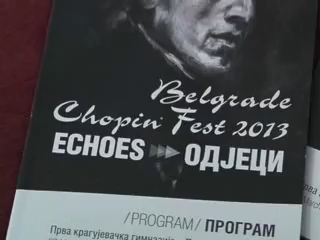 Belgrade
Chopin Fest 2013
ECHOES ОДЈЕЦИ
/PROGRAM/ ПРОГРАМ
Прва крагујевачка гимназија